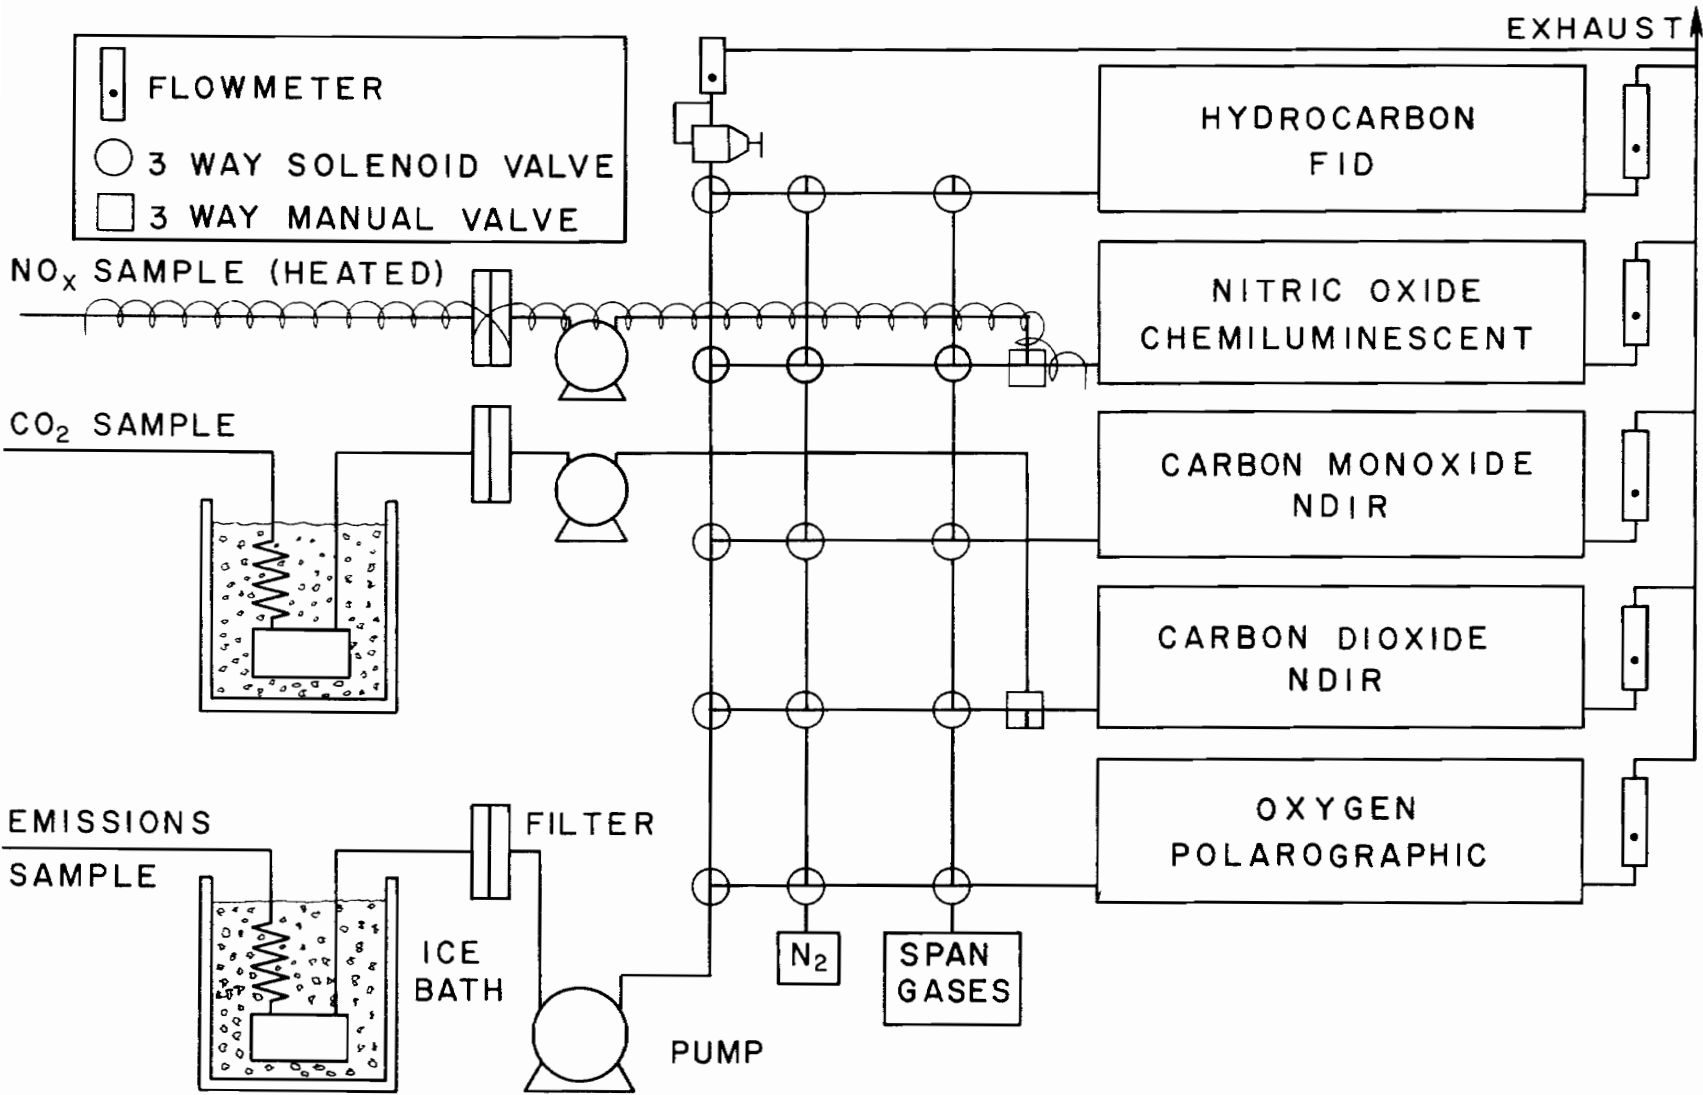 EXHAUST
FLOWMETER
3 WAY SOLENOID VALVE
3 WAY MANUAL VALVE
HYDROCARBON
FID
NOx SAMPLE (HEATED)
NITRIC OXIDE
CHEMILUMINESCENT
CO2 SAMPLE
CARBON MONOXIDE
NDIR
CARBON DIOXIDE
NDIR
EMISSIONS
SAMPLE
FILTER
OXYGEN
POLAROGRAPHIC
ICE
BATH
N2
SPAN
GASES
PUMP